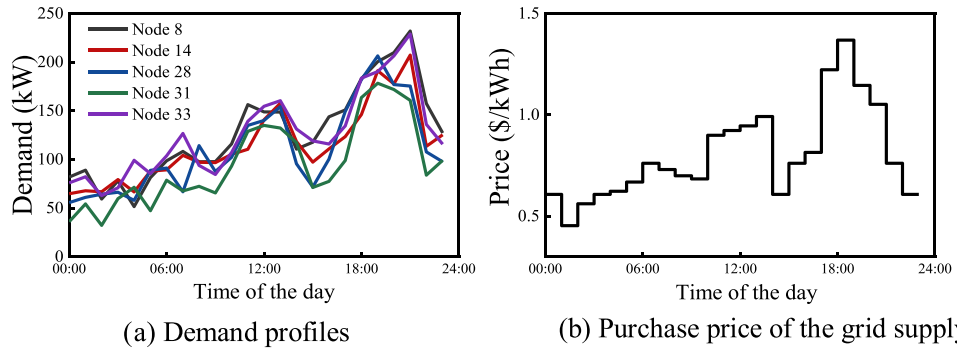 250
200
150
100
50
0
Demand (kW)
Node 8
Node 14
Node 28
Node 31
Node 33
00:00 06:00 12:00 18:00 24:00
Time of the day
(a) Demand profiles
1.5
1.0
0.5
Price ($/kWh)
00:00 06:00 12:00 18:00 24:00
Time of the day
(b) Purchase price of the grid supply